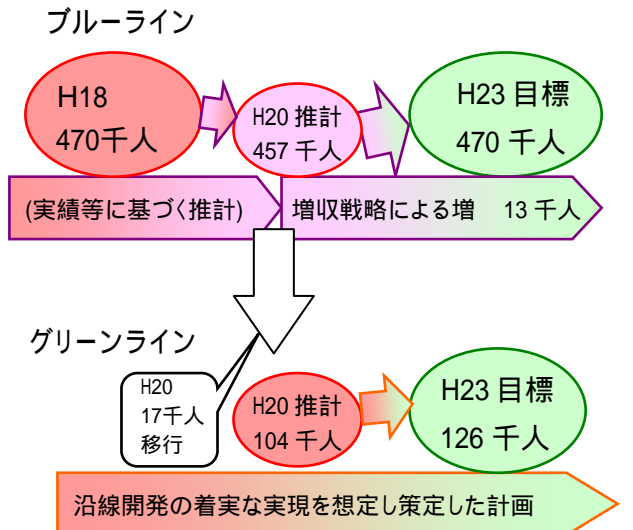 ブルーライン
H18
470千人
H20 推計
457 千人
H23 目標
470 千人
(実績等に基づく推計)
増収戦略による増　13 千人
グリーンライン
H20
17千人
移行
H20 推計
104 千人
H23 目標
126 千人
沿線開発の着実な実現を想定し策定した計画